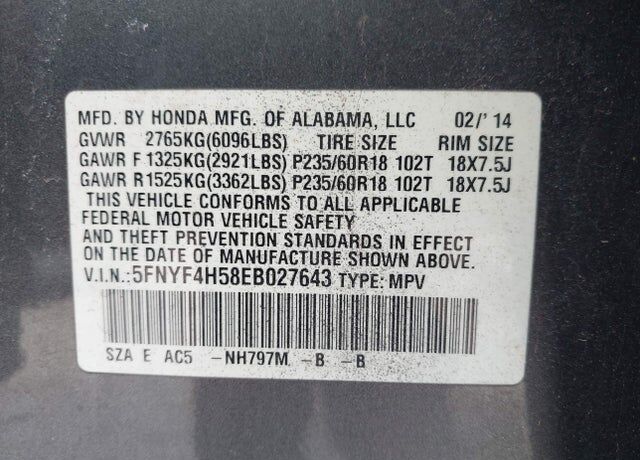 MFD. BY HONDA MFG. OF ALABAMA, LLC 02/' 14
GVWR 2765KG(6096LBS) TIRE SIZE RIM SIZE
GAWR F 1325KG(2921LBS) P235/60R18 102T 18X7.5J
GAWR R1525KG(3362LBS) P235/60R18 102T 18X7.5J
THIS VEHICLE CONFORMS TO ALL APPLICABLE
FEDERAL MOTOR VEHICLE SAFETY
AND THEFT PREVENTION STANDARDS IN EFFECT
ON THE DATE OF MANUFACTURE SHOWN ABOVE.
V.I.N.:5FNYF4H58EB027643 TYPE: MPV
SZA E AC5 -NH797M -B -B